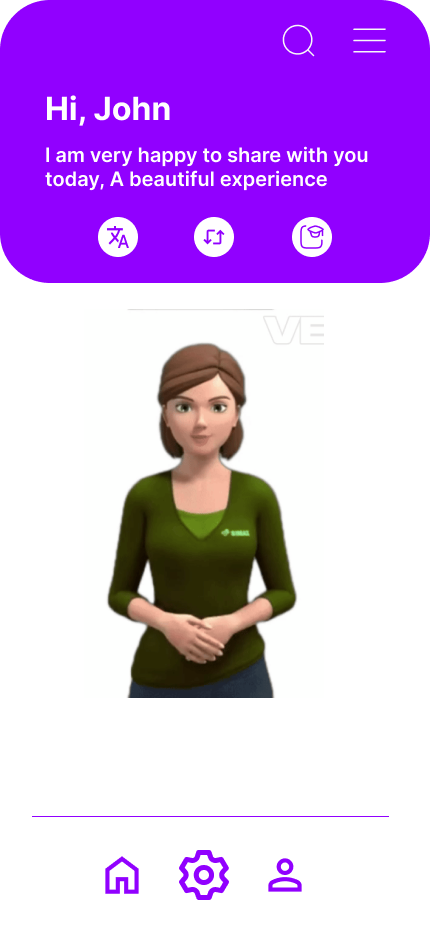 Hi, John
I am very happy to share with you
today, A beautiful experience
VE